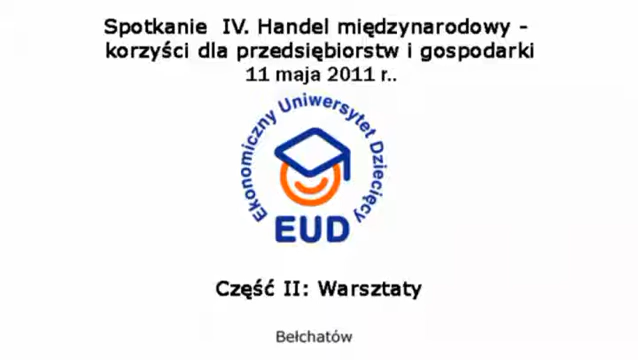 Spotkanie IV. Handel międzynarodowy -
korzyści dla przedsiębiorstw i gospodarki
11 maja 2011 r..
Ekonomiczny Uniwersytet Dziecięcy
EUD
Część II: Warsztaty
Bełchatów